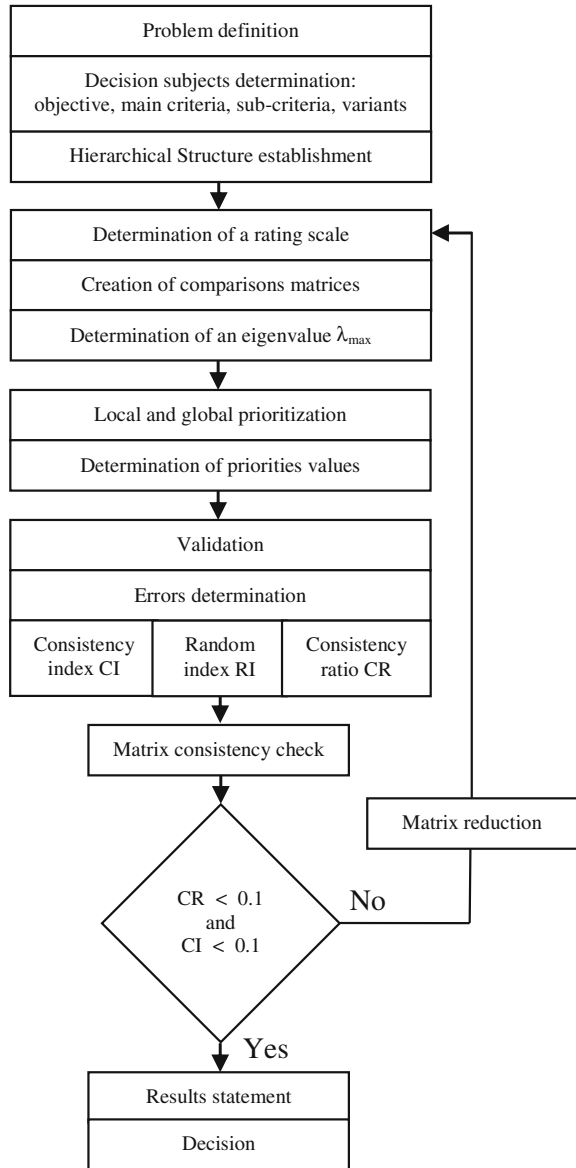 Problem definition
Decision subjects determination:
objective, main criteria, sub-criteria, variants
Hierarchical Structure establishment
Determination of a rating scale
Creation of comparisons matrices
Determination of an eigenvalue λmax
Local and global prioritization
Determination of priorities values
Validation
Errors determination
Consistency
index CI
Random
index RI
Consistency
ratio CR
Matrix consistency check
Matrix reduction
CR < 0.1
and
CI < 0.1
No
Yes
Results statement
Decision